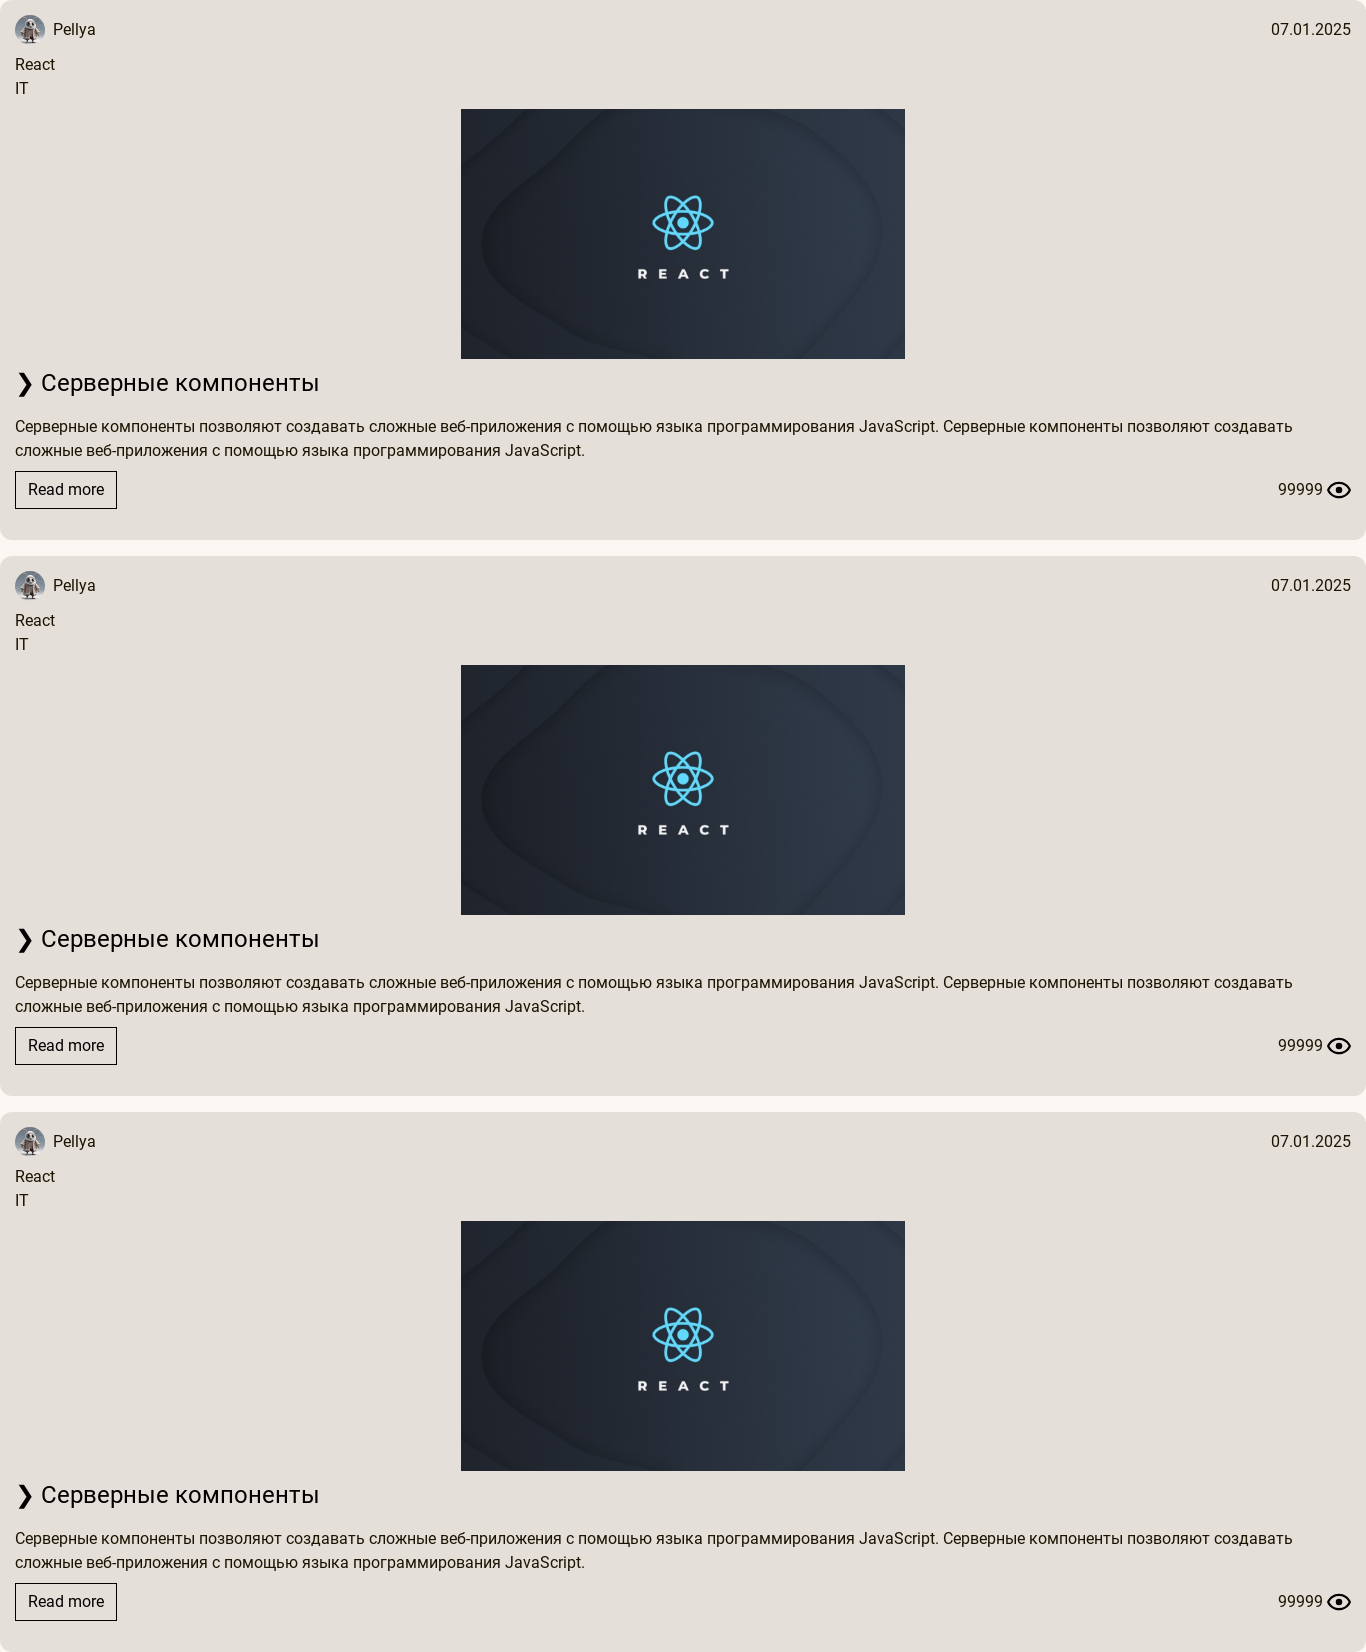 Pellya 07.01.2025
React
IT
REACT
❯ Серверные компоненты
Серверные компоненты позволяют создавать сложные веб-приложения с помощью языка программирования JavaScript. Серверные компоненты позволяют создавать
сложные веб-приложения с помощью языка программирования JavaScript.
Read more 99999
Pellya 07.01.2025
React
IT
REACT
❯ Серверные компоненты
Серверные компоненты позволяют создавать сложные веб-приложения с помощью языка программирования JavaScript. Серверные компоненты позволяют создавать
сложные веб-приложения с помощью языка программирования JavaScript.
Read more 99999
Pellya 07.01.2025
React
IT
REACT
❯ Серверные компоненты
Серверные компоненты позволяют создавать сложные веб-приложения с помощью языка программирования JavaScript. Серверные компоненты позволяют создавать
сложные веб-приложения с помощью языка программирования JavaScript.
Read more 99999